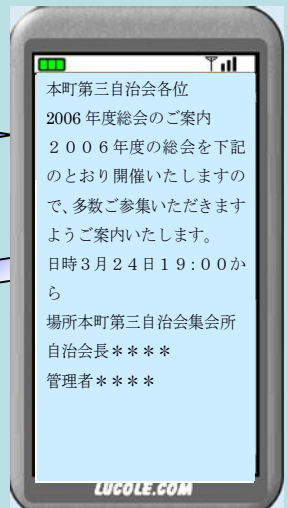 本町第三自治会各位
2006 年度総会のご案内
２００６年度の総会を下記
のとおり開催いたしますの
で、多数ご参集いただきます
ようご案内いたします。
日時３月２４日１９：００か
ら
場所本町第三自治会集会所
自治会長＊＊＊＊
管理者＊＊＊＊
LUCOLE.COM